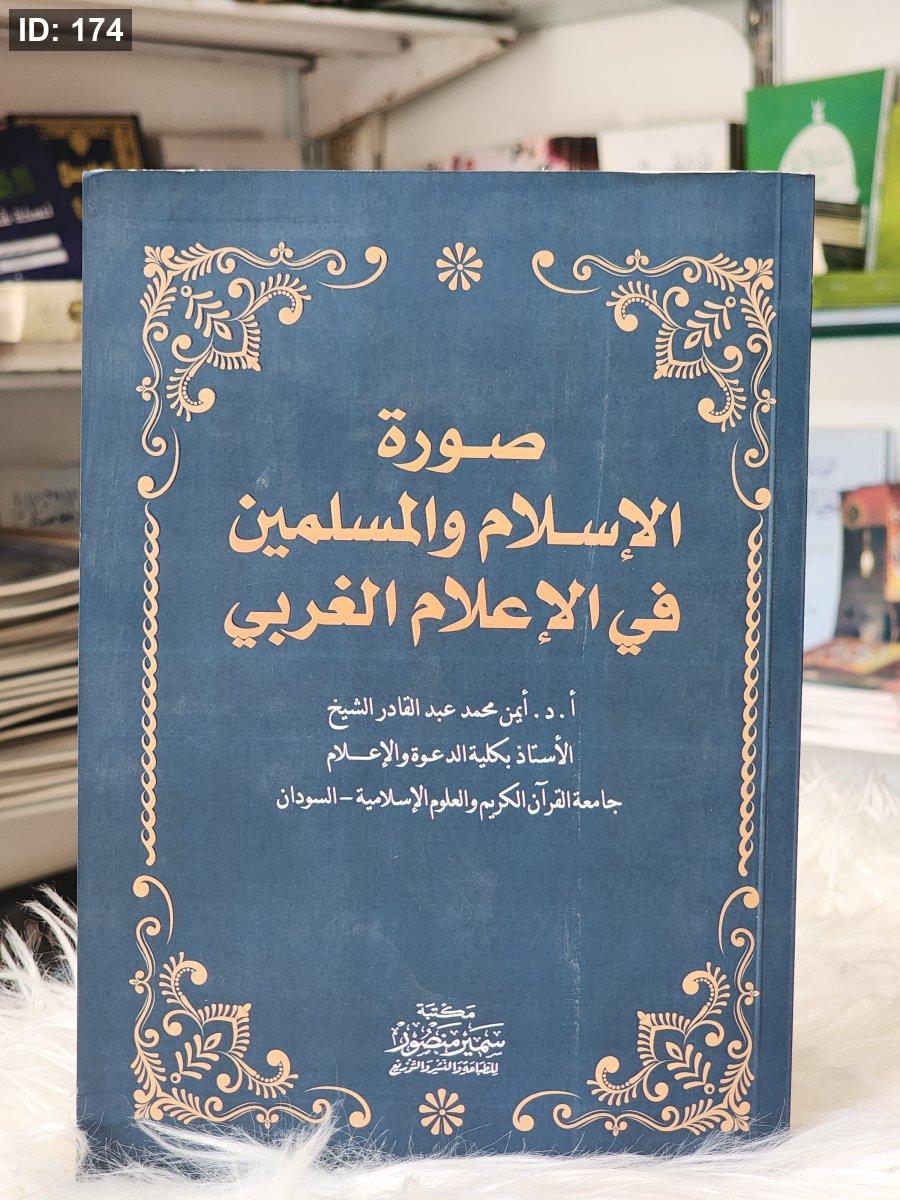 ID: 174
صورة
الإسلام والمسلمين
في الإعلام الغربي
أ. د. أيمن محمد عبد القادر الشيخ
الأستاذ بكلية الدعوة والإعلام
جامعة القرآن الكريم والعلوم الإسلامية – السودان
مكتبة
سمير منصور
للطباعة والنشر والتوزيع